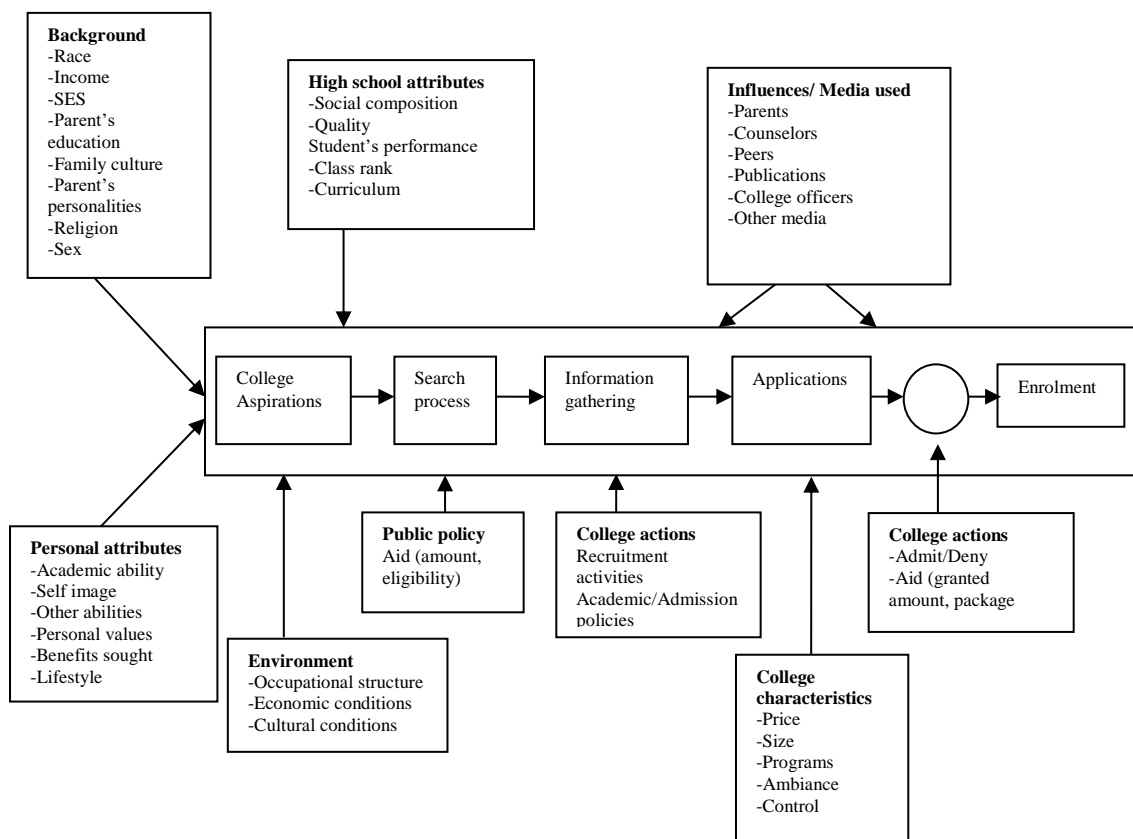 Background
-Race
-Income
-SES
-Parent's
education
-Family culture
-Parent's
personalities
-Religion
-Sex
High school attributes
-Social composition
-Quality
Student's performance
-Class rank
-Curriculum
Influences/ Media used
-Parents
-Counselors
-Peers
-Publications
-College officers
-Other media
College
Aspirations
Search
process
Information
gathering
Applications
Enrolment
Personal attributes
-Academic ability
-Self image
-Other abilities
-Personal values
-Benefits sought
-Lifestyle
Environment
-Occupational structure
-Economic conditions
-Cultural conditions
Public policy
Aid (amount,
eligibility)
College actions
Recruitment
activities
Academic/Admission
policies
College
characteristics
-Price
-Size
-Programs
-Ambiance
-Control
College actions
-Admit/Deny
-Aid (granted
amount, package